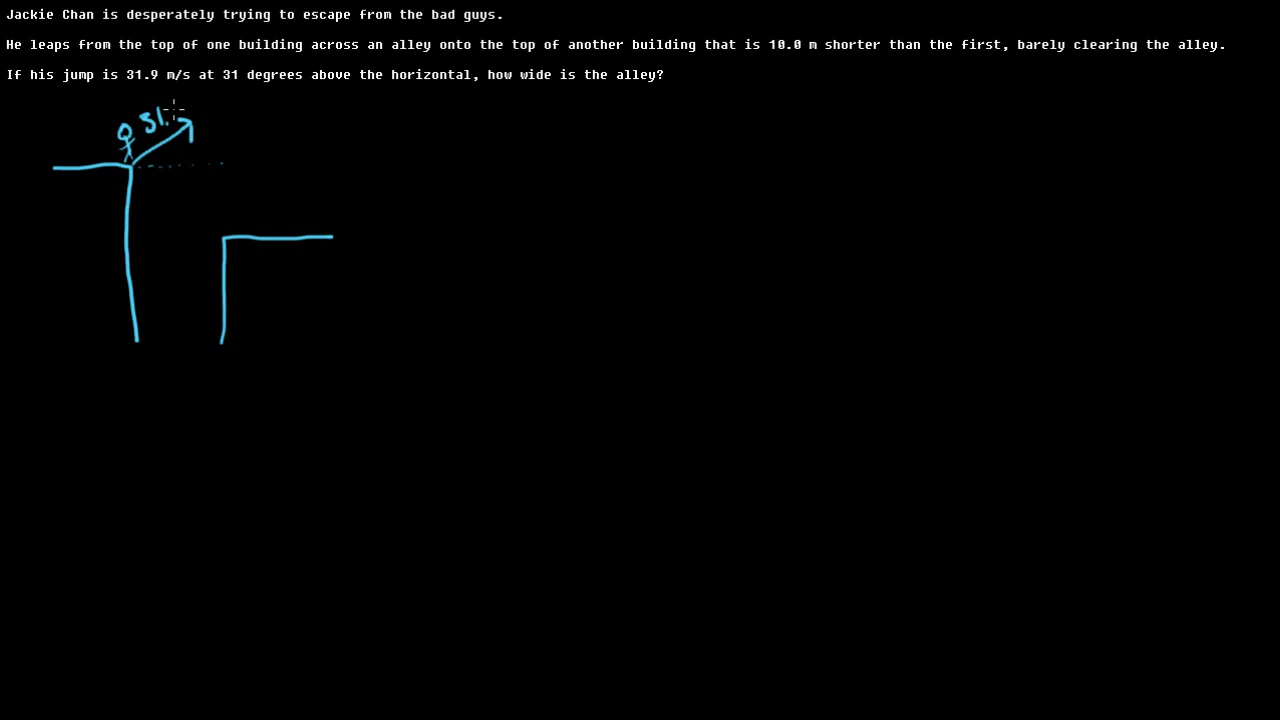 Jackie Chan is desperately trying to escape from the bad guys.
He leaps from the top of one building across an alley onto the top of another building that is 10.0 m shorter than the first, barely clearing the alley.
If his jump is 31.9 m/s at 31 degrees above the horizontal, how wide is the alley?
31.